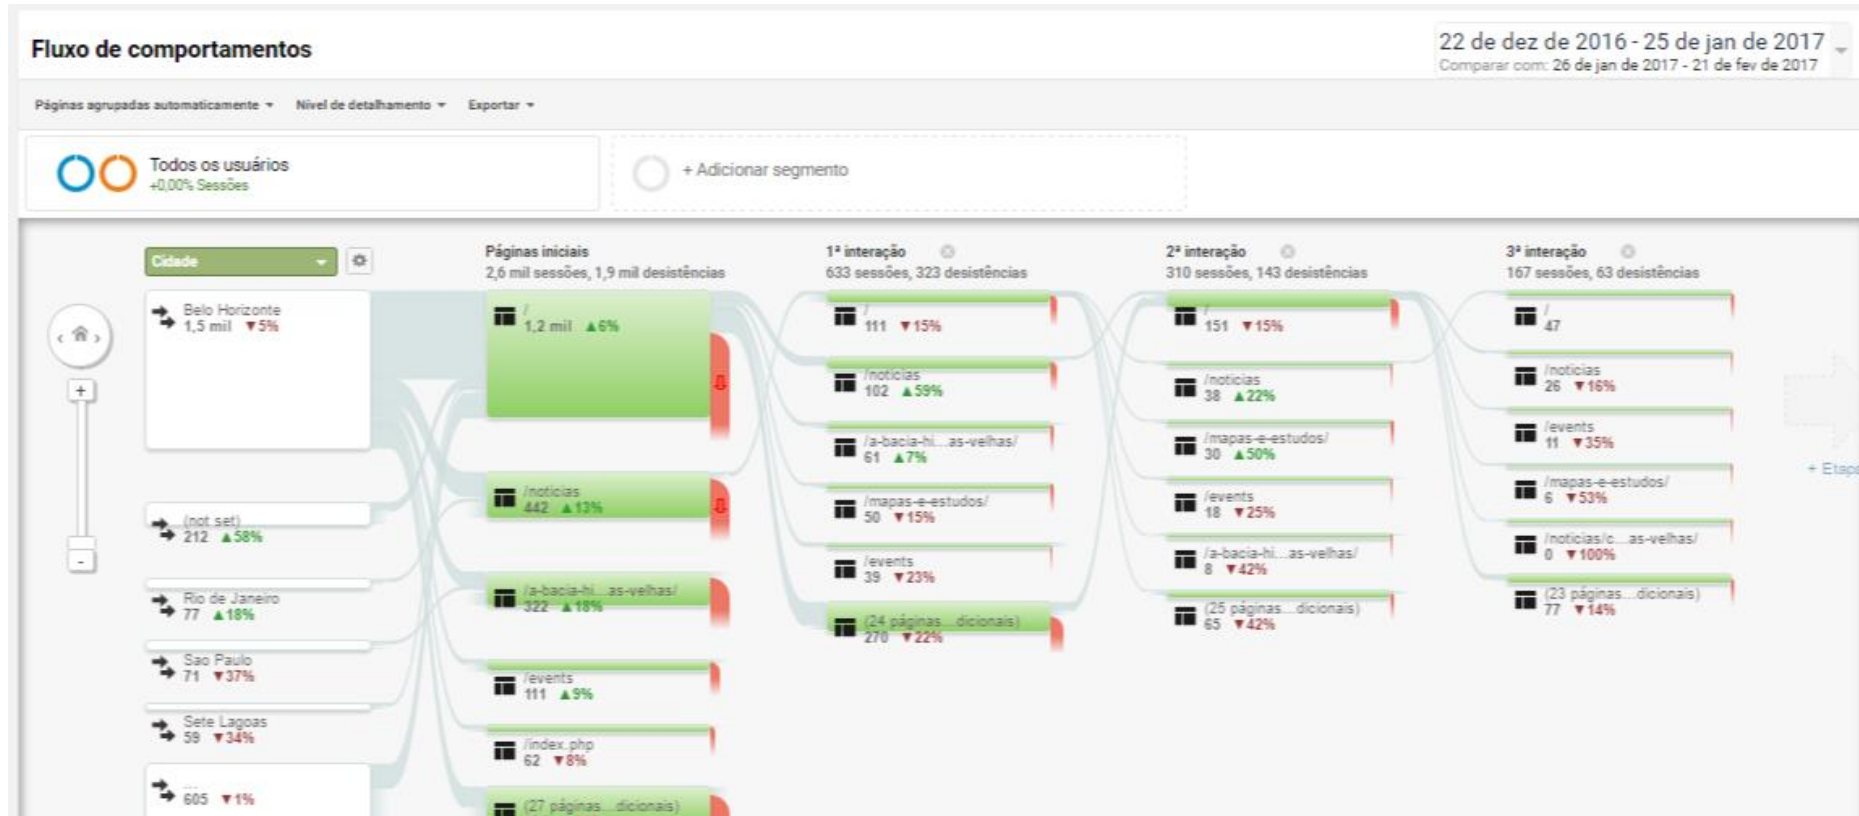 Fluxo de comportamentos
22 de dez de 2016 - 25 de jan de 2017
Comparar com: 26 de jan de 2017 - 21 de fev de 2017
Páginas agrupadas automaticamente
Nível de detalhamento
Exportar
Todos os usuários
+0,00% Sessões
+ Adicionar segmento
Cidade
Belo Horizonte
1,5 mil ▼5%
(not set)
212 ▲58%
Rio de Janeiro
77 ▲18%
Sao Paulo
71 ▼37%
Sete Lagoas
59 ▼34%
...
605 ▼1%
Páginas iniciais
2,6 mil sessões, 1,9 mil desistências
/
1,2 mil ▲6%
/noticias
442 ▲13%
/a-bacia-hi...as-velhas/
322 ▲18%
/events
111 ▲9%
/index.php
62 ▼8%
(27 páginas...dicionais)
1ª interação
633 sessões, 323 desistências
/
111 ▼15%
/noticias
102 ▲59%
/a-bacia-hi...as-velhas/
61 ▲7%
/mapas-e-estudos/
50 ▼15%
/events
39 ▼23%
(24 páginas...dicionais)
270 ▼22%
2ª interação
310 sessões, 143 desistências
/
151 ▼15%
/noticias
38 ▲22%
/mapas-e-estudos/
30 ▲50%
/events
18 ▼25%
/a-bacia-hi...as-velhas/
8 ▼42%
(25 páginas...dicionais)
65 ▼42%
3ª interação
167 sessões, 63 desistências
/
47
/noticias
26 ▼16%
/events
11 ▼35%
/mapas-e-estudos/
6 ▼53%
/noticias/c...as-velhas/
0 ▼100%
(23 páginas...dicionais)
77 ▼14%
+ Etapa